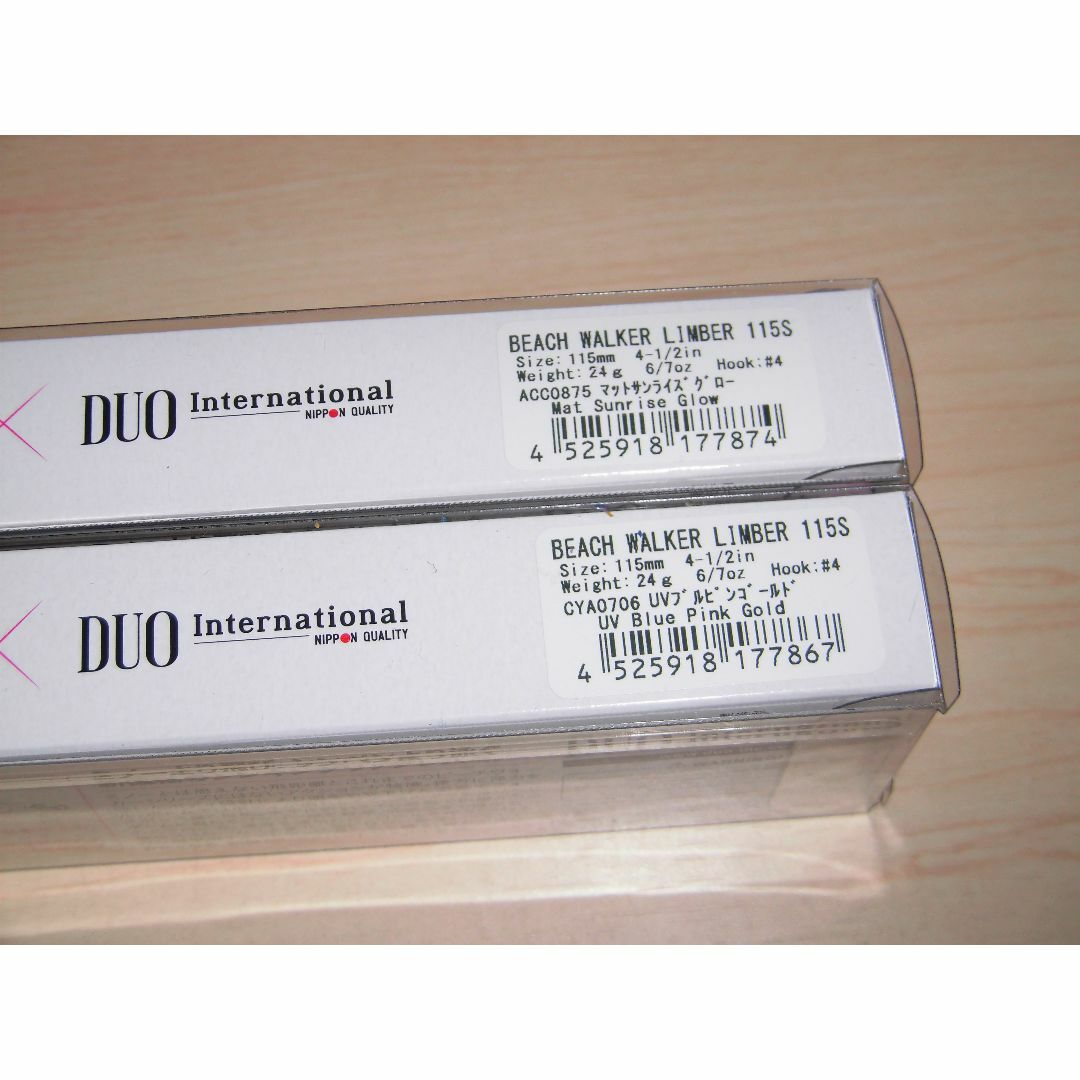 BEACH WALKER LIMBER 115S
Size: 115mm 4-1/2in
Weight: 24g 6/7oz Hook:#4
ACC0875 マットサンライズグロー
Mat Sunrise Glow
4 525918 177874
DUO International
NIPPON QUALITY
BEACH WALKER LIMBER 115S
Size: 115mm 4-1/2in
Weight: 24g 6/7oz Hook:#4
CYA0706 UVブルピンゴールド
UV Blue Pink Gold
4 525918 177867
DUO International
NIPPON QUALITY